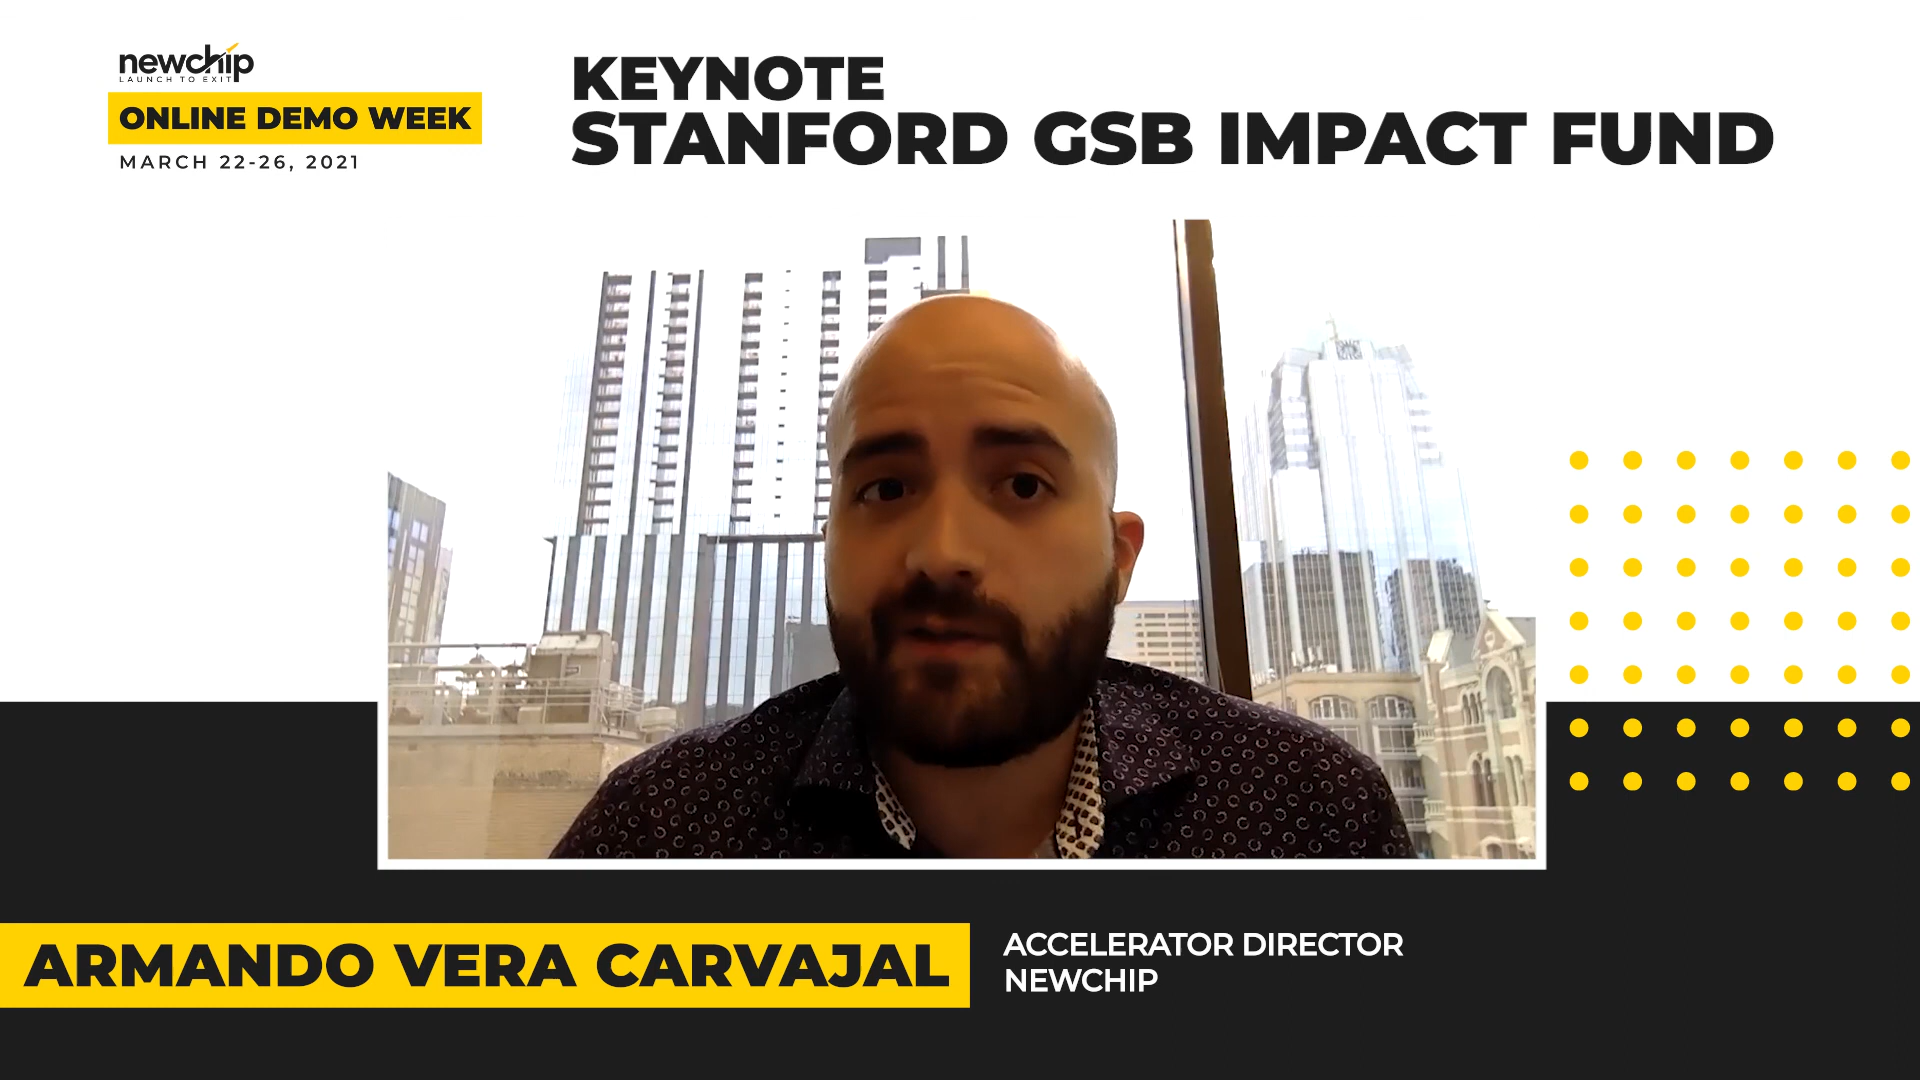 newchip
LAUNCH TO EXIT
ONLINE DEMO WEEK
MARCH 22-26, 2021
KEYNOTE
STANFORD GSB IMPACT FUND
ARMANDO VERA CARVAJAL
ACCELERATOR DIRECTOR
NEWCHIP